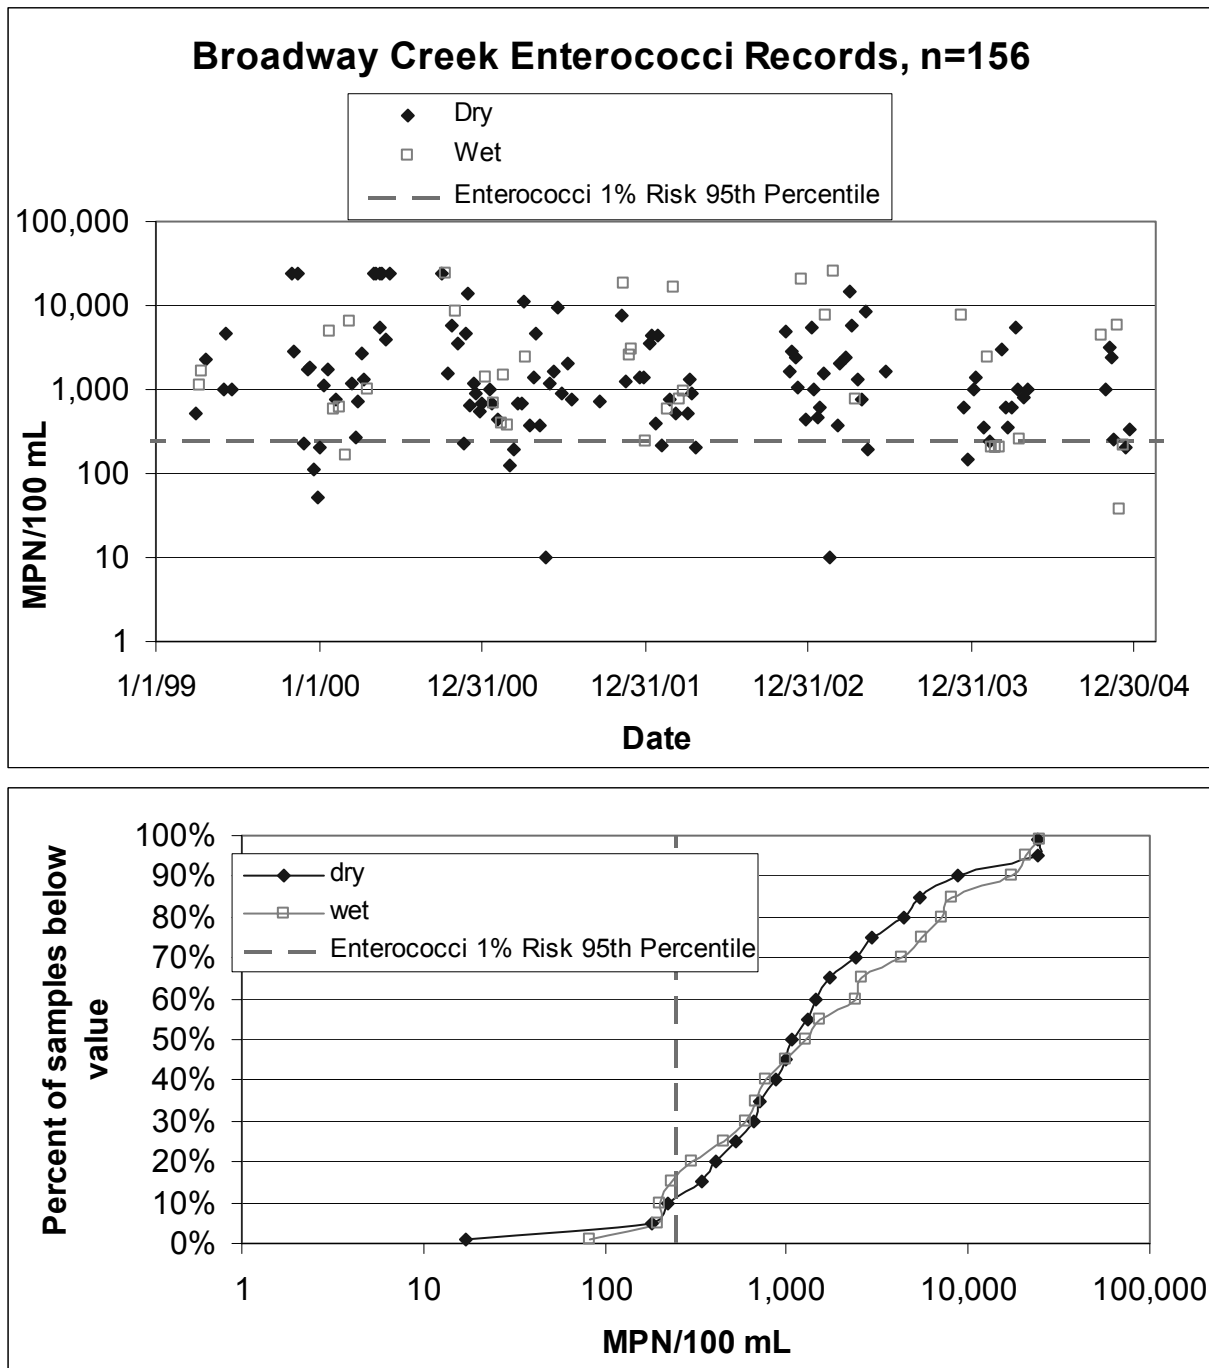 Broadway Creek Enterococci Records, n=156
Dry
Wet
Enterococci 1% Risk 95th Percentile
MPN/100 mL
100,000
10,000
1,000
100
10
1
1/1/99 1/1/00 12/31/00 12/31/01 12/31/02 12/31/03 12/30/04
Date
Percent of samples below
value
100%
90%
80%
70%
60%
50%
40%
30%
20%
10%
0%
dry
wet
Enterococci 1% Risk 95th Percentile
1 10 100 1,000 10,000 100,000
MPN/100 mL